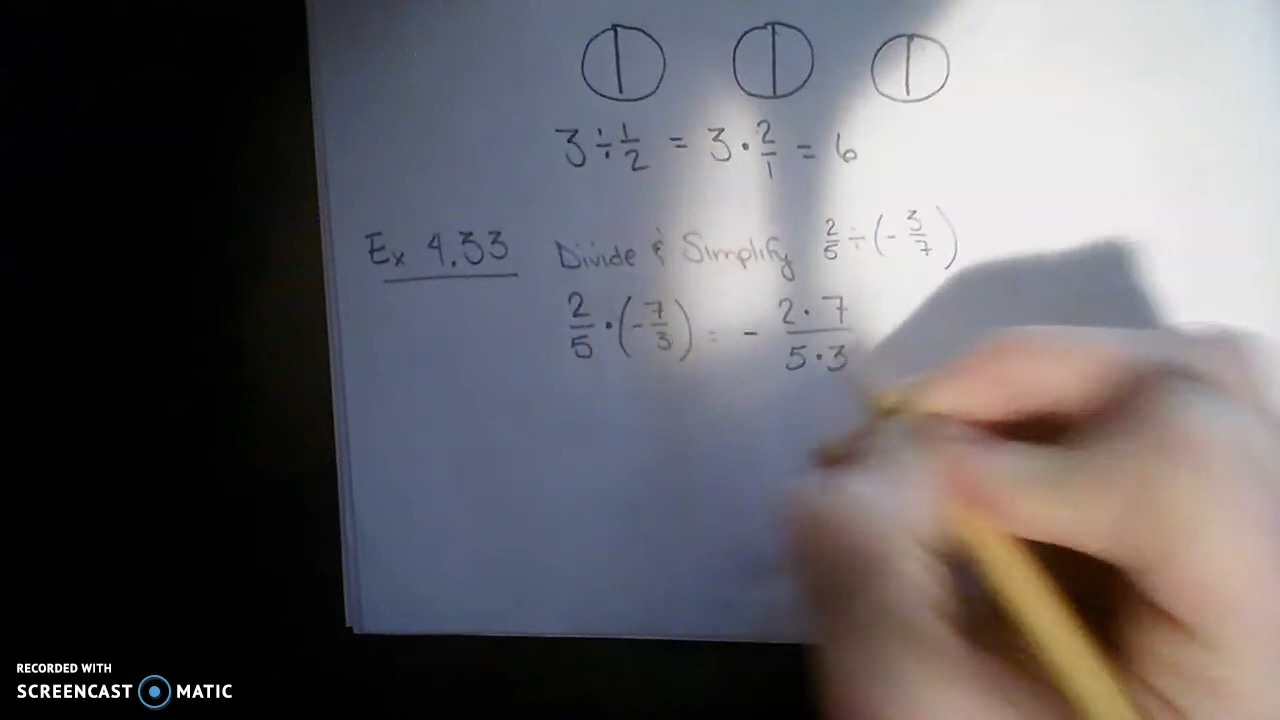 3 ÷ 1/2 = 3 · 2/1 = 6
Ex 4.33 Divide & Simplify 2/5 ÷ (- 3/7)
2/5 · (- 7/3) = - 2 · 7 / 5 · 3
RECORDED WITH
SCREENCAST MATIC